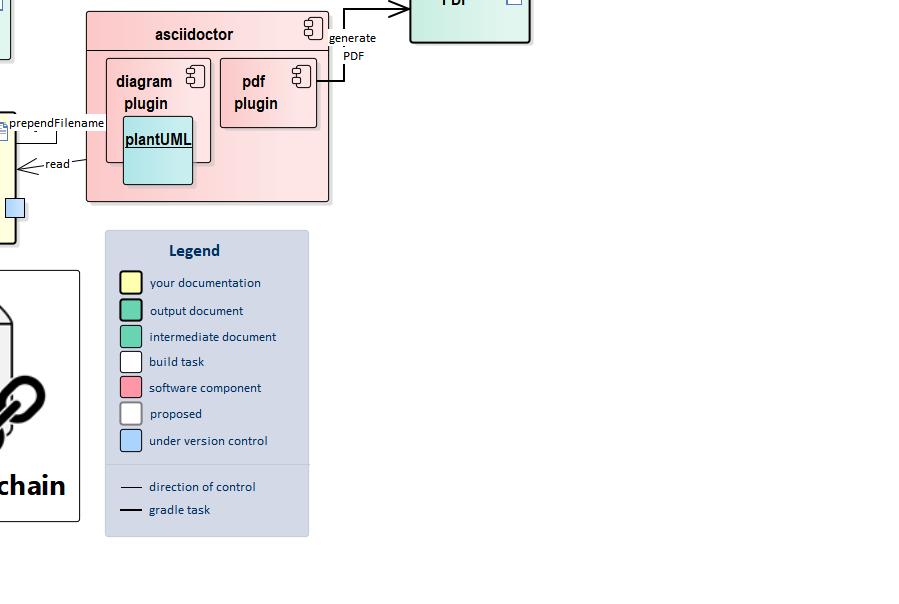 PDF
asciidoctor
generate
PDF
diagram
plugin
pdf
plugin
plantUML
prependFilename
read
Legend
your documentation
output document
intermediate document
build task
software component
proposed
under version control
direction of control
gradle task
chain